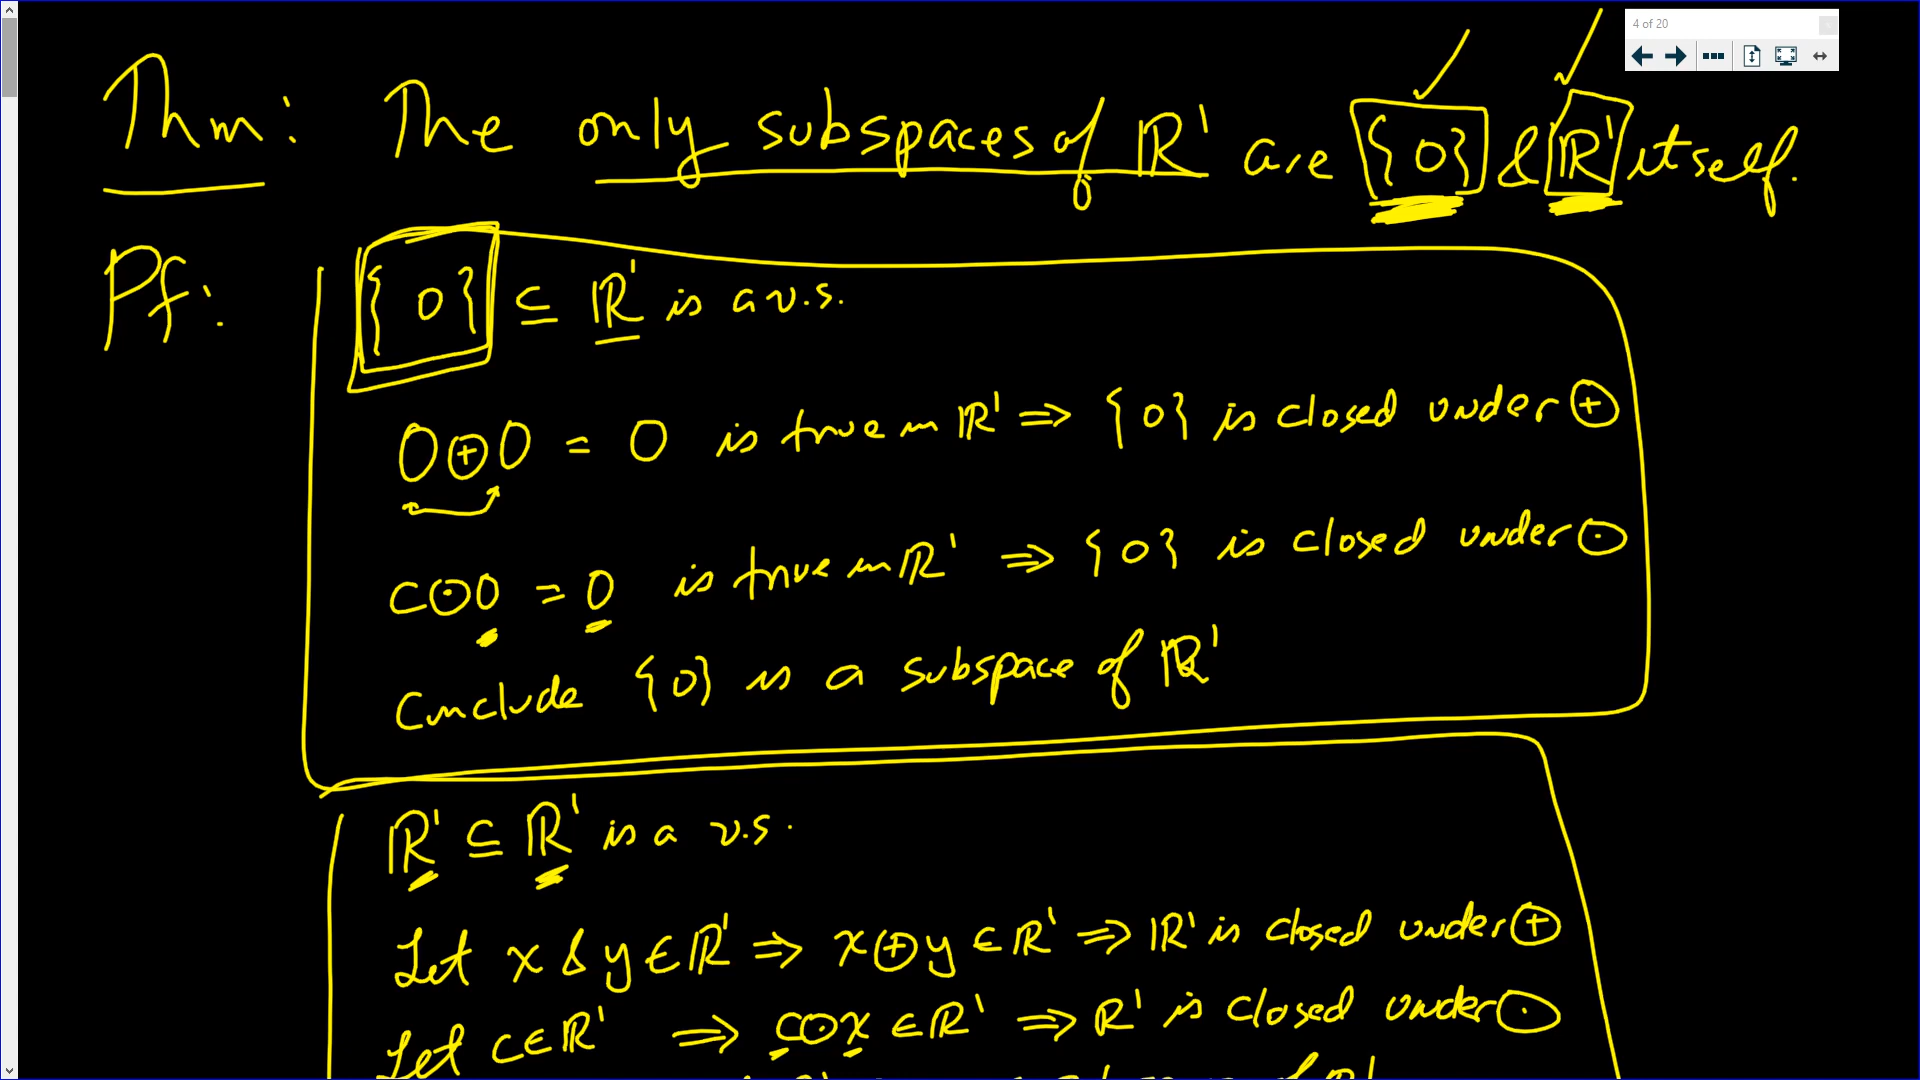 4 of 20
Thm: The only subspaces of ℝ¹ are {0} & ℝ¹ itself.
Pf: {0} ⊆ ℝ¹ is a v.s.
0⊕0 = 0 is true in ℝ¹ ⇒ {0} is closed under ⊕
c⊙0 = 0 is true in ℝ¹ ⇒ {0} is closed under ⊙
Conclude {0} is a subspace of ℝ¹
ℝ¹ ⊆ ℝ¹ is a v.s.
Let x & y ∈ ℝ¹ ⇒ x⊕y ∈ ℝ¹ ⇒ ℝ¹ is closed under ⊕
Let c ∈ ℝ¹ ⇒ c⊙x ∈ ℝ¹ ⇒ ℝ¹ is closed under ⊙